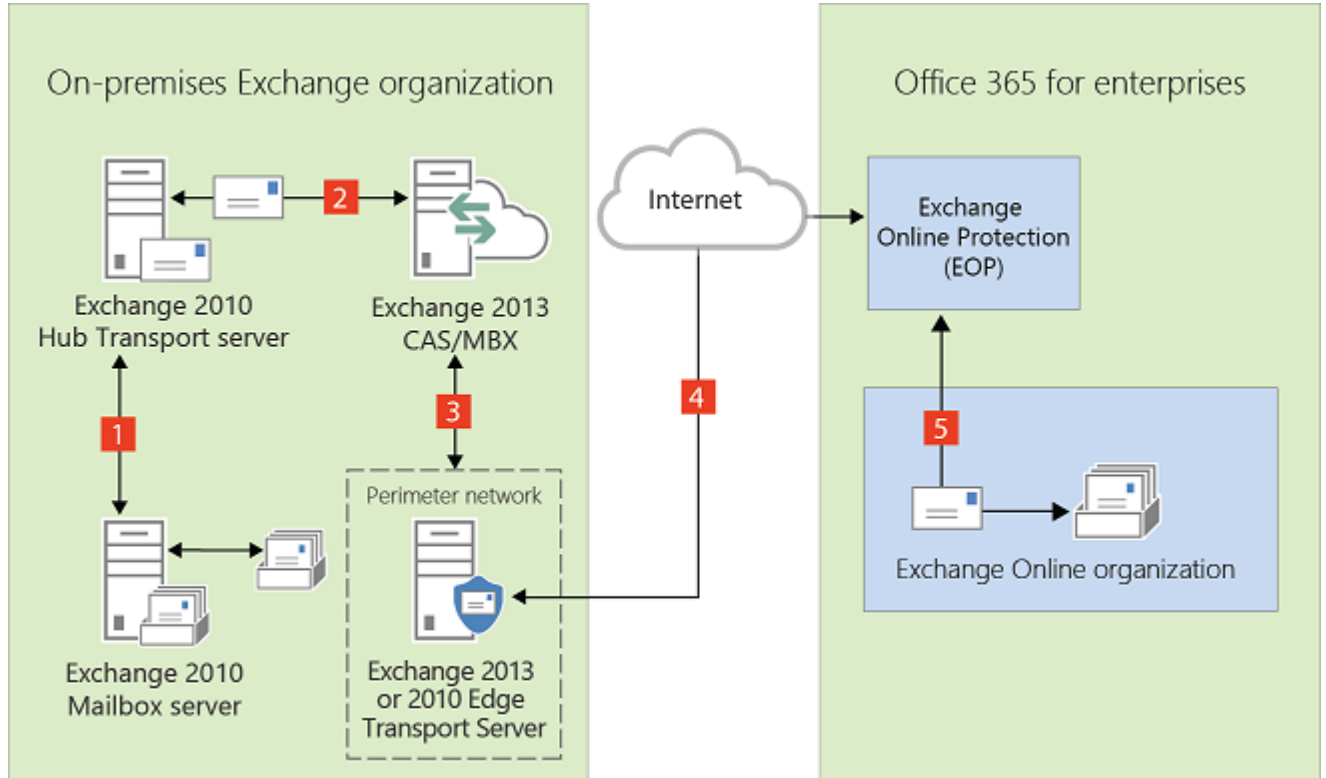 On-premises Exchange organization
2
Exchange 2010
Hub Transport server
Exchange 2013
CAS/MBX
1
3
Perimeter network
Exchange 2010
Mailbox server
Exchange 2013
or 2010 Edge
Transport Server
Internet
4
Office 365 for enterprises
Exchange
Online Protection
(EOP)
5
Exchange Online organization